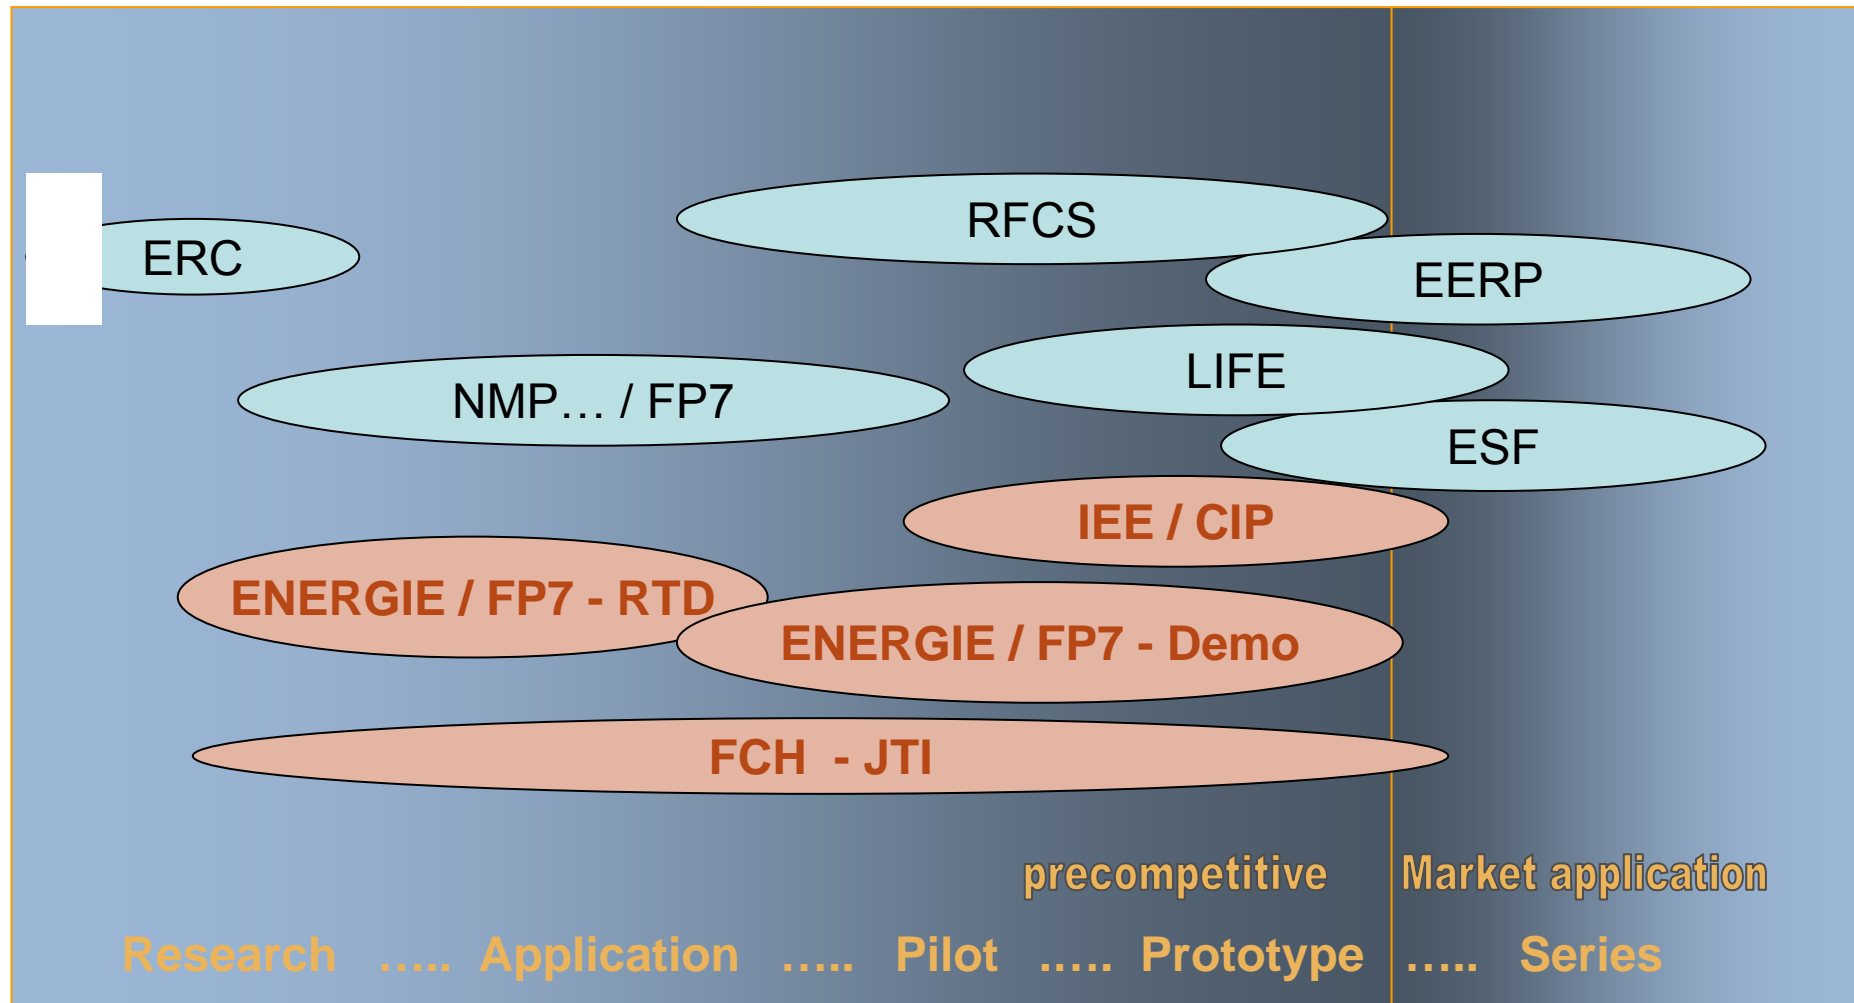 RFCS
ERC
EERP
LIFE
NMP… / FP7
ESF
IEE / CIP
ENERGIE / FP7 - RTD
ENERGIE / FP7 - Demo
FCH - JTI
precompetitive Market application
Research ….. Application ….. Pilot ….. Prototype ….. Series